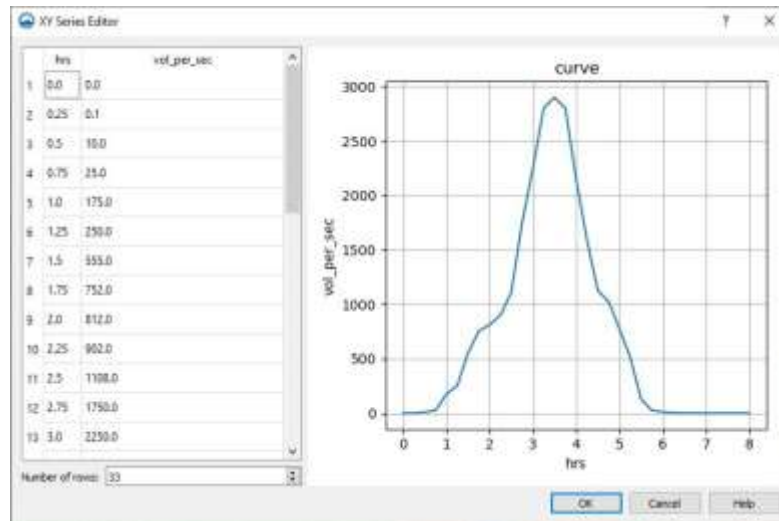 XY Series Editor
? X
hrs vol_per_sec
1 0.0 0.0
2 0.25 0.1
3 0.5 10.0
4 0.75 25.0
5 1.0 175.0
6 1.25 250.0
7 1.5 555.0
8 1.75 752.0
9 2.0 812.0
10 2.25 902.0
11 2.5 1108.0
12 2.75 1750.0
13 3.0 2250.0
Number of rows: 33
curve
3000
2500
2000
1500
1000
500
0
vol_per_sec
0 1 2 3 4 5 6 7 8
hrs
OK Cancel Help